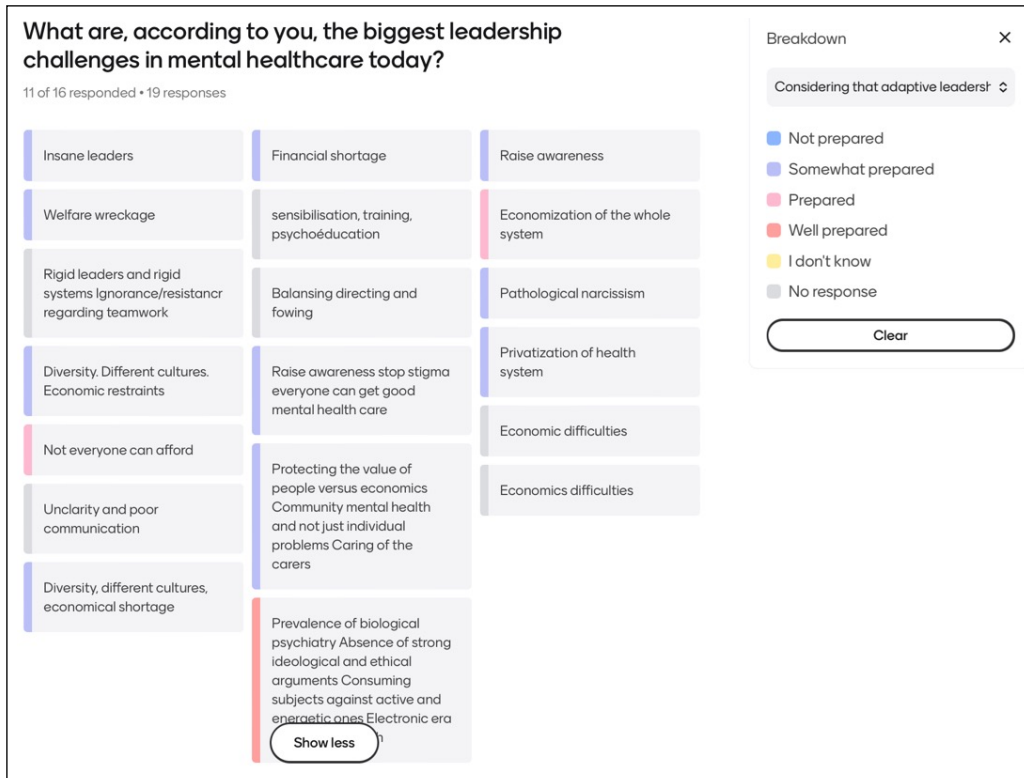 What are, according to you, the biggest leadership
challenges in mental healthcare today?
11 of 16 responded • 19 responses
Insane leaders
Welfare wreckage
Rigid leaders and rigid
systems Ignorance/resistancr
regarding teamwork
Diversity. Different cultures.
Economic restraints
Not everyone can afford
Unclarity and poor
communication
Diversity, different cultures,
economical shortage
Financial shortage
sensibilisation, training,
psychoéducation
Balansing directing and
fowing
Raise awareness stop stigma
everyone can get good
mental health care
Protecting the value of
people versus economics
Community mental health
and not just individual
problems Caring of the
carers
Prevalence of biological
psychiatry Absence of strong
ideological and ethical
arguments Consuming
subjects against active and
energetic ones Electronic era
Show less
Raise awareness
Economization of the whole
system
Pathological narcissism
Privatization of health
system
Economic difficulties
Economics difficulties
Breakdown
Considering that adaptive leadersh
Not prepared
Somewhat prepared
Prepared
Well prepared
I don't know
No response
Clear